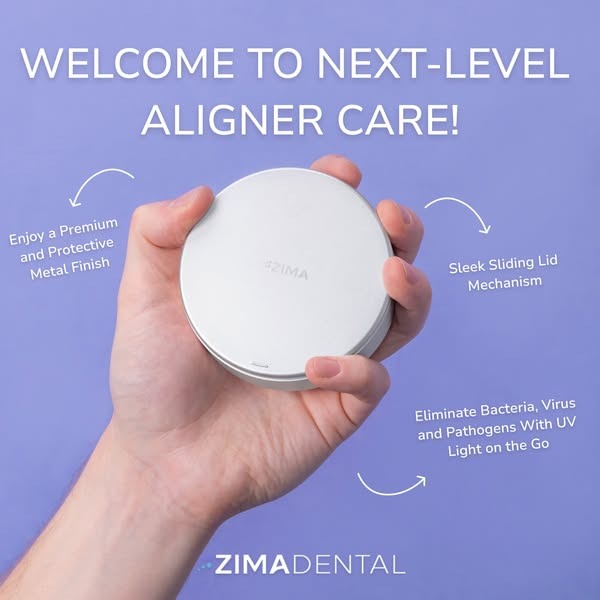 WELCOME TO NEXT-LEVEL
ALIGNER CARE!
Enjoy a Premium
and Protective
Metal Finish
Sleek Sliding Lid
Mechanism
ZIMA
Eliminate Bacteria, Virus
and Pathogens With UV
Light on the Go
ZIMADENTAL